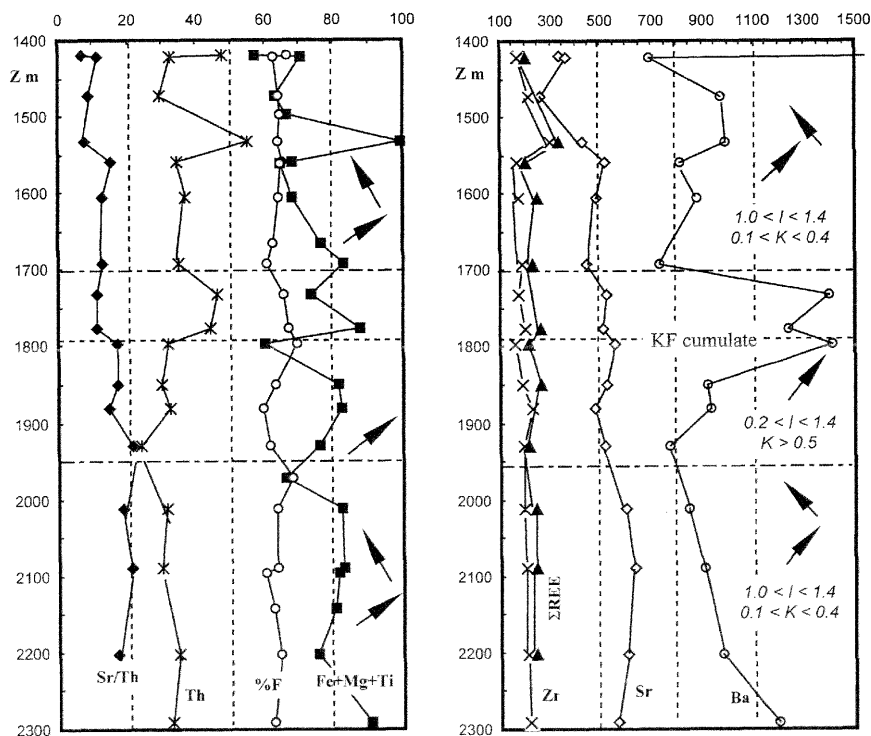 0 20 40 60 80 100
1400
Z m
1500
1600
1700
1800
1900
2000
2100
2200
2300
Sr/Th
Th
%F
Fe+Mg+Ti
100 300 500 700 900 1100 1300 1500
1400
Z m
1500
1600
1700
1800
1900
2000
2100
2200
2300
1.0 < I < 1.4
0.1 < K < 0.4
KF cumulate
0.2 < I < 1.4
K > 0.5
1.0 < I < 1.4
0.1 < K < 0.4
ΣREE
Zr
Sr
Ba